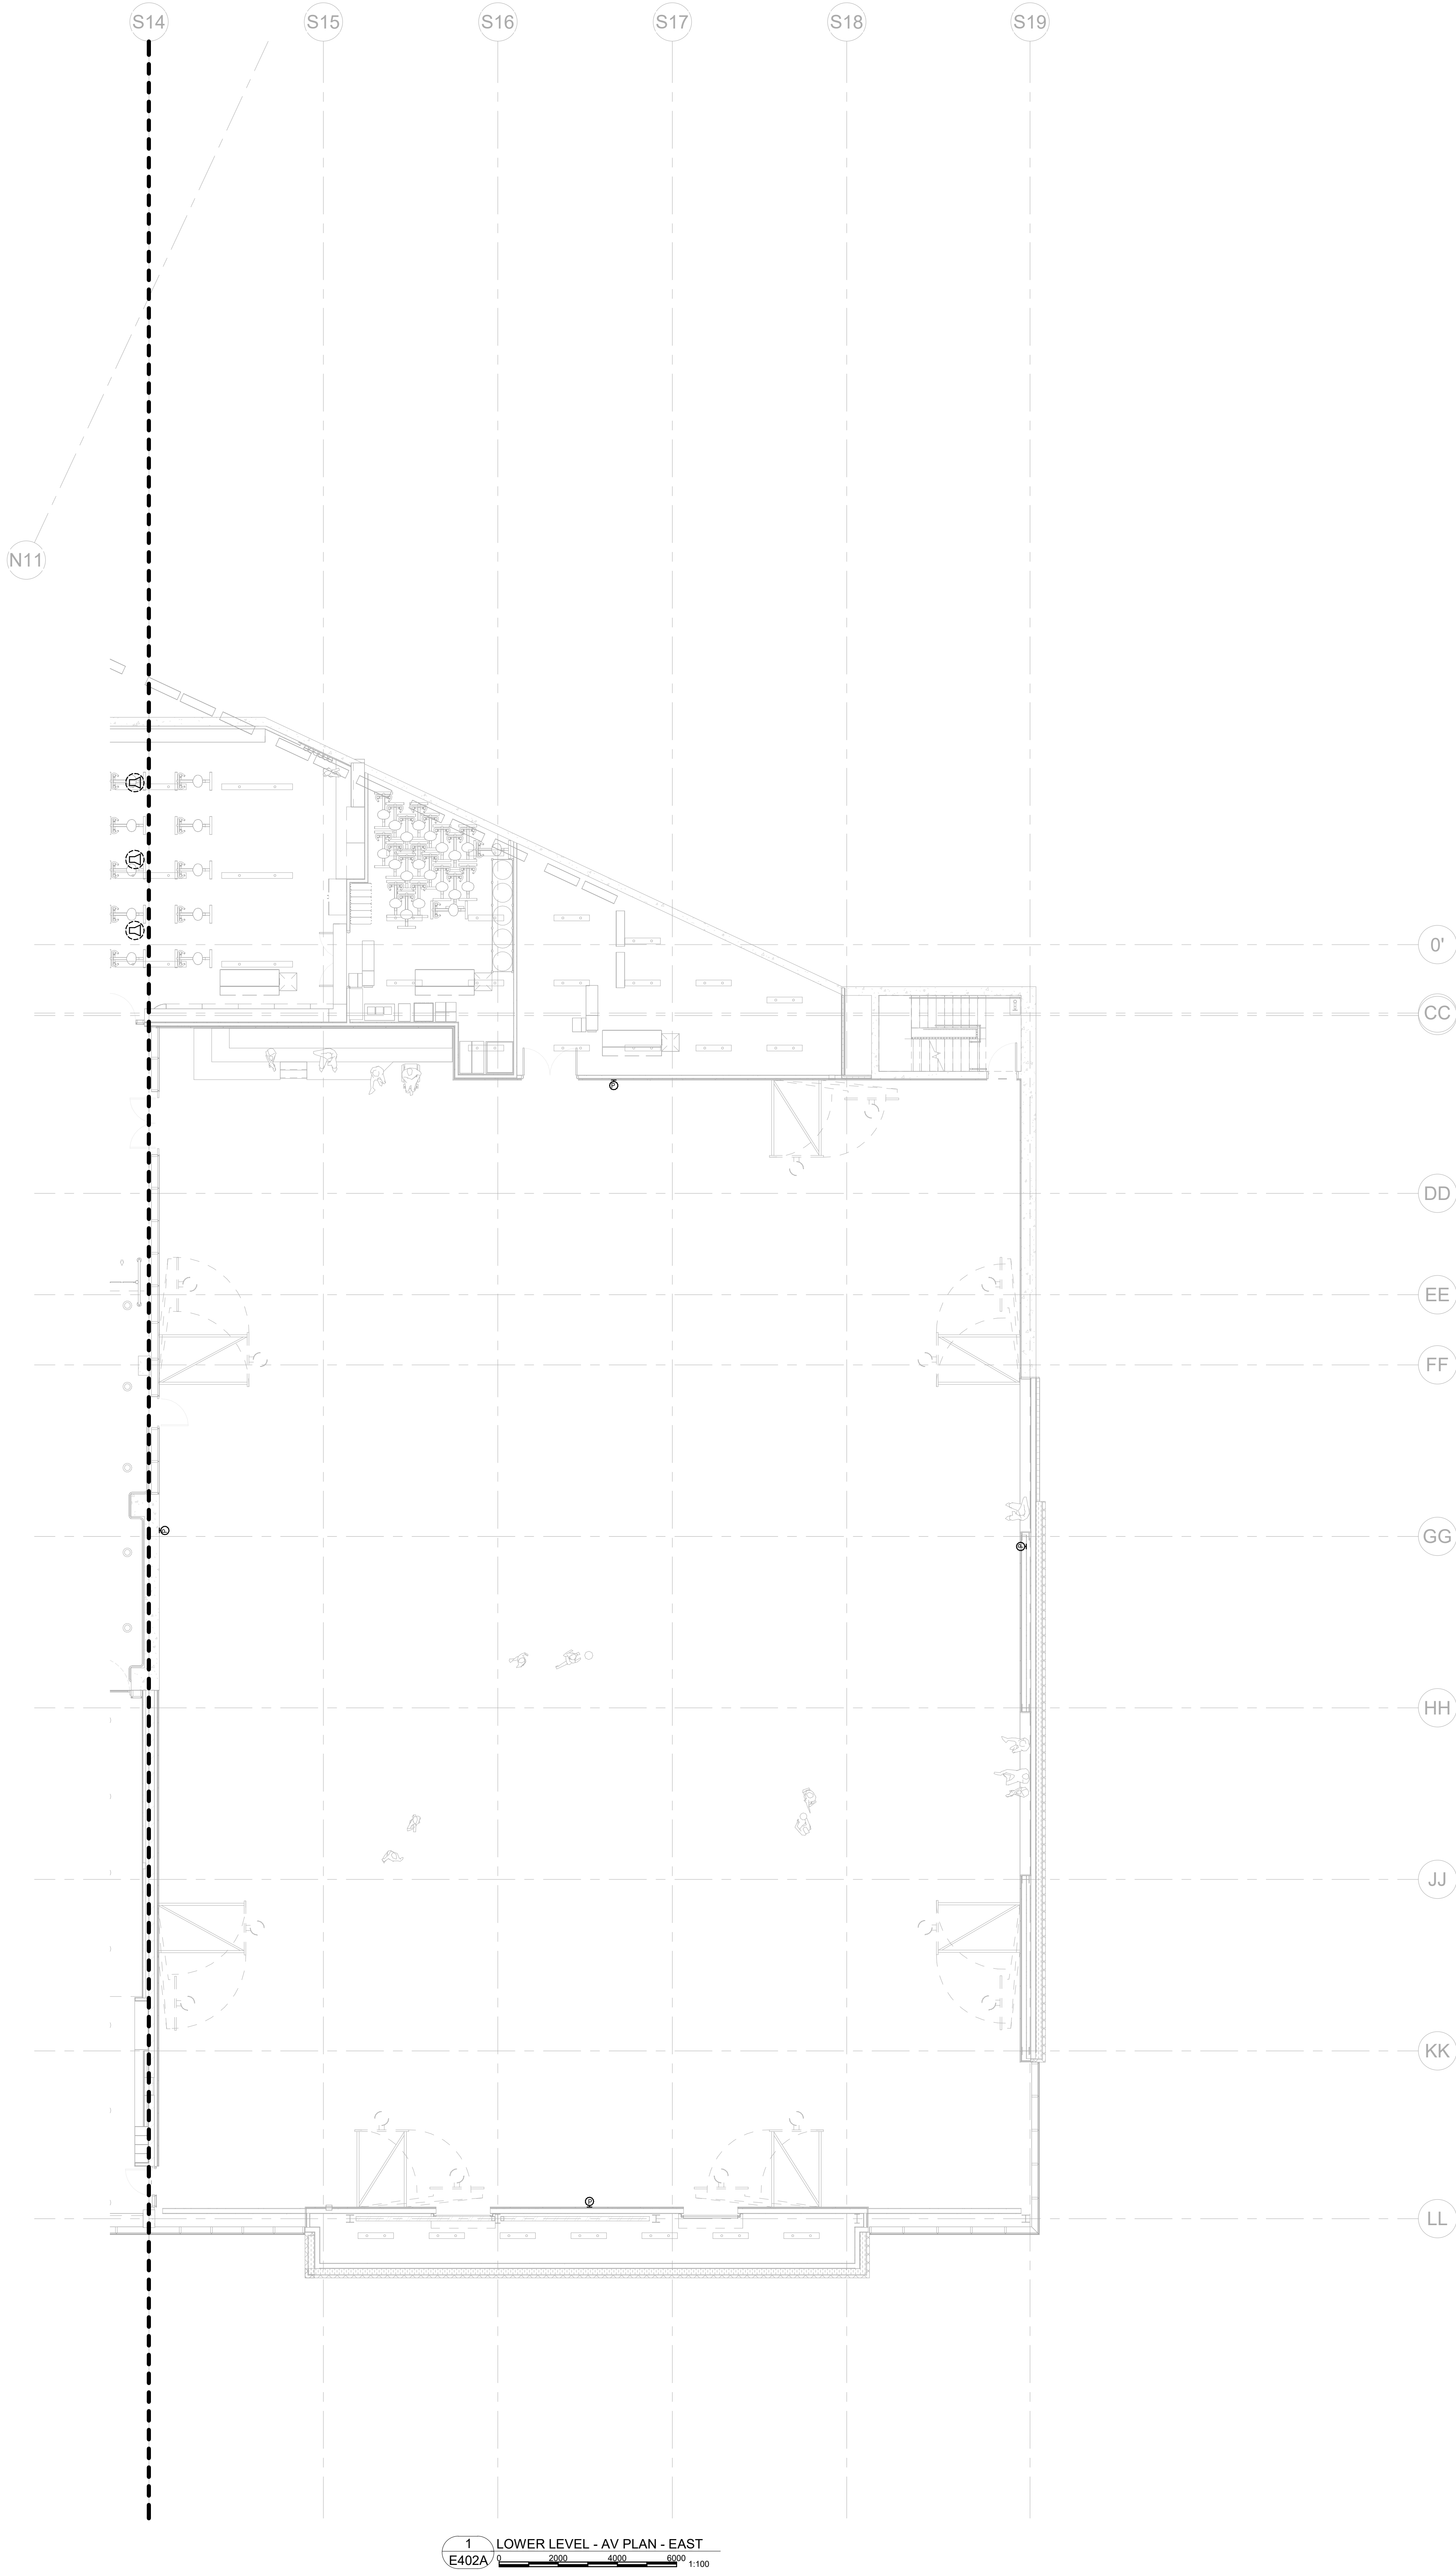 S14 S15 S16 S17 S18 S19
N11
0'
CC
P
DD
EE
FF
P
GG
P
HH
JJ
KK
P
LL
1 LOWER LEVEL - AV PLAN - EAST
E402A 0 2000 4000 6000 1:100